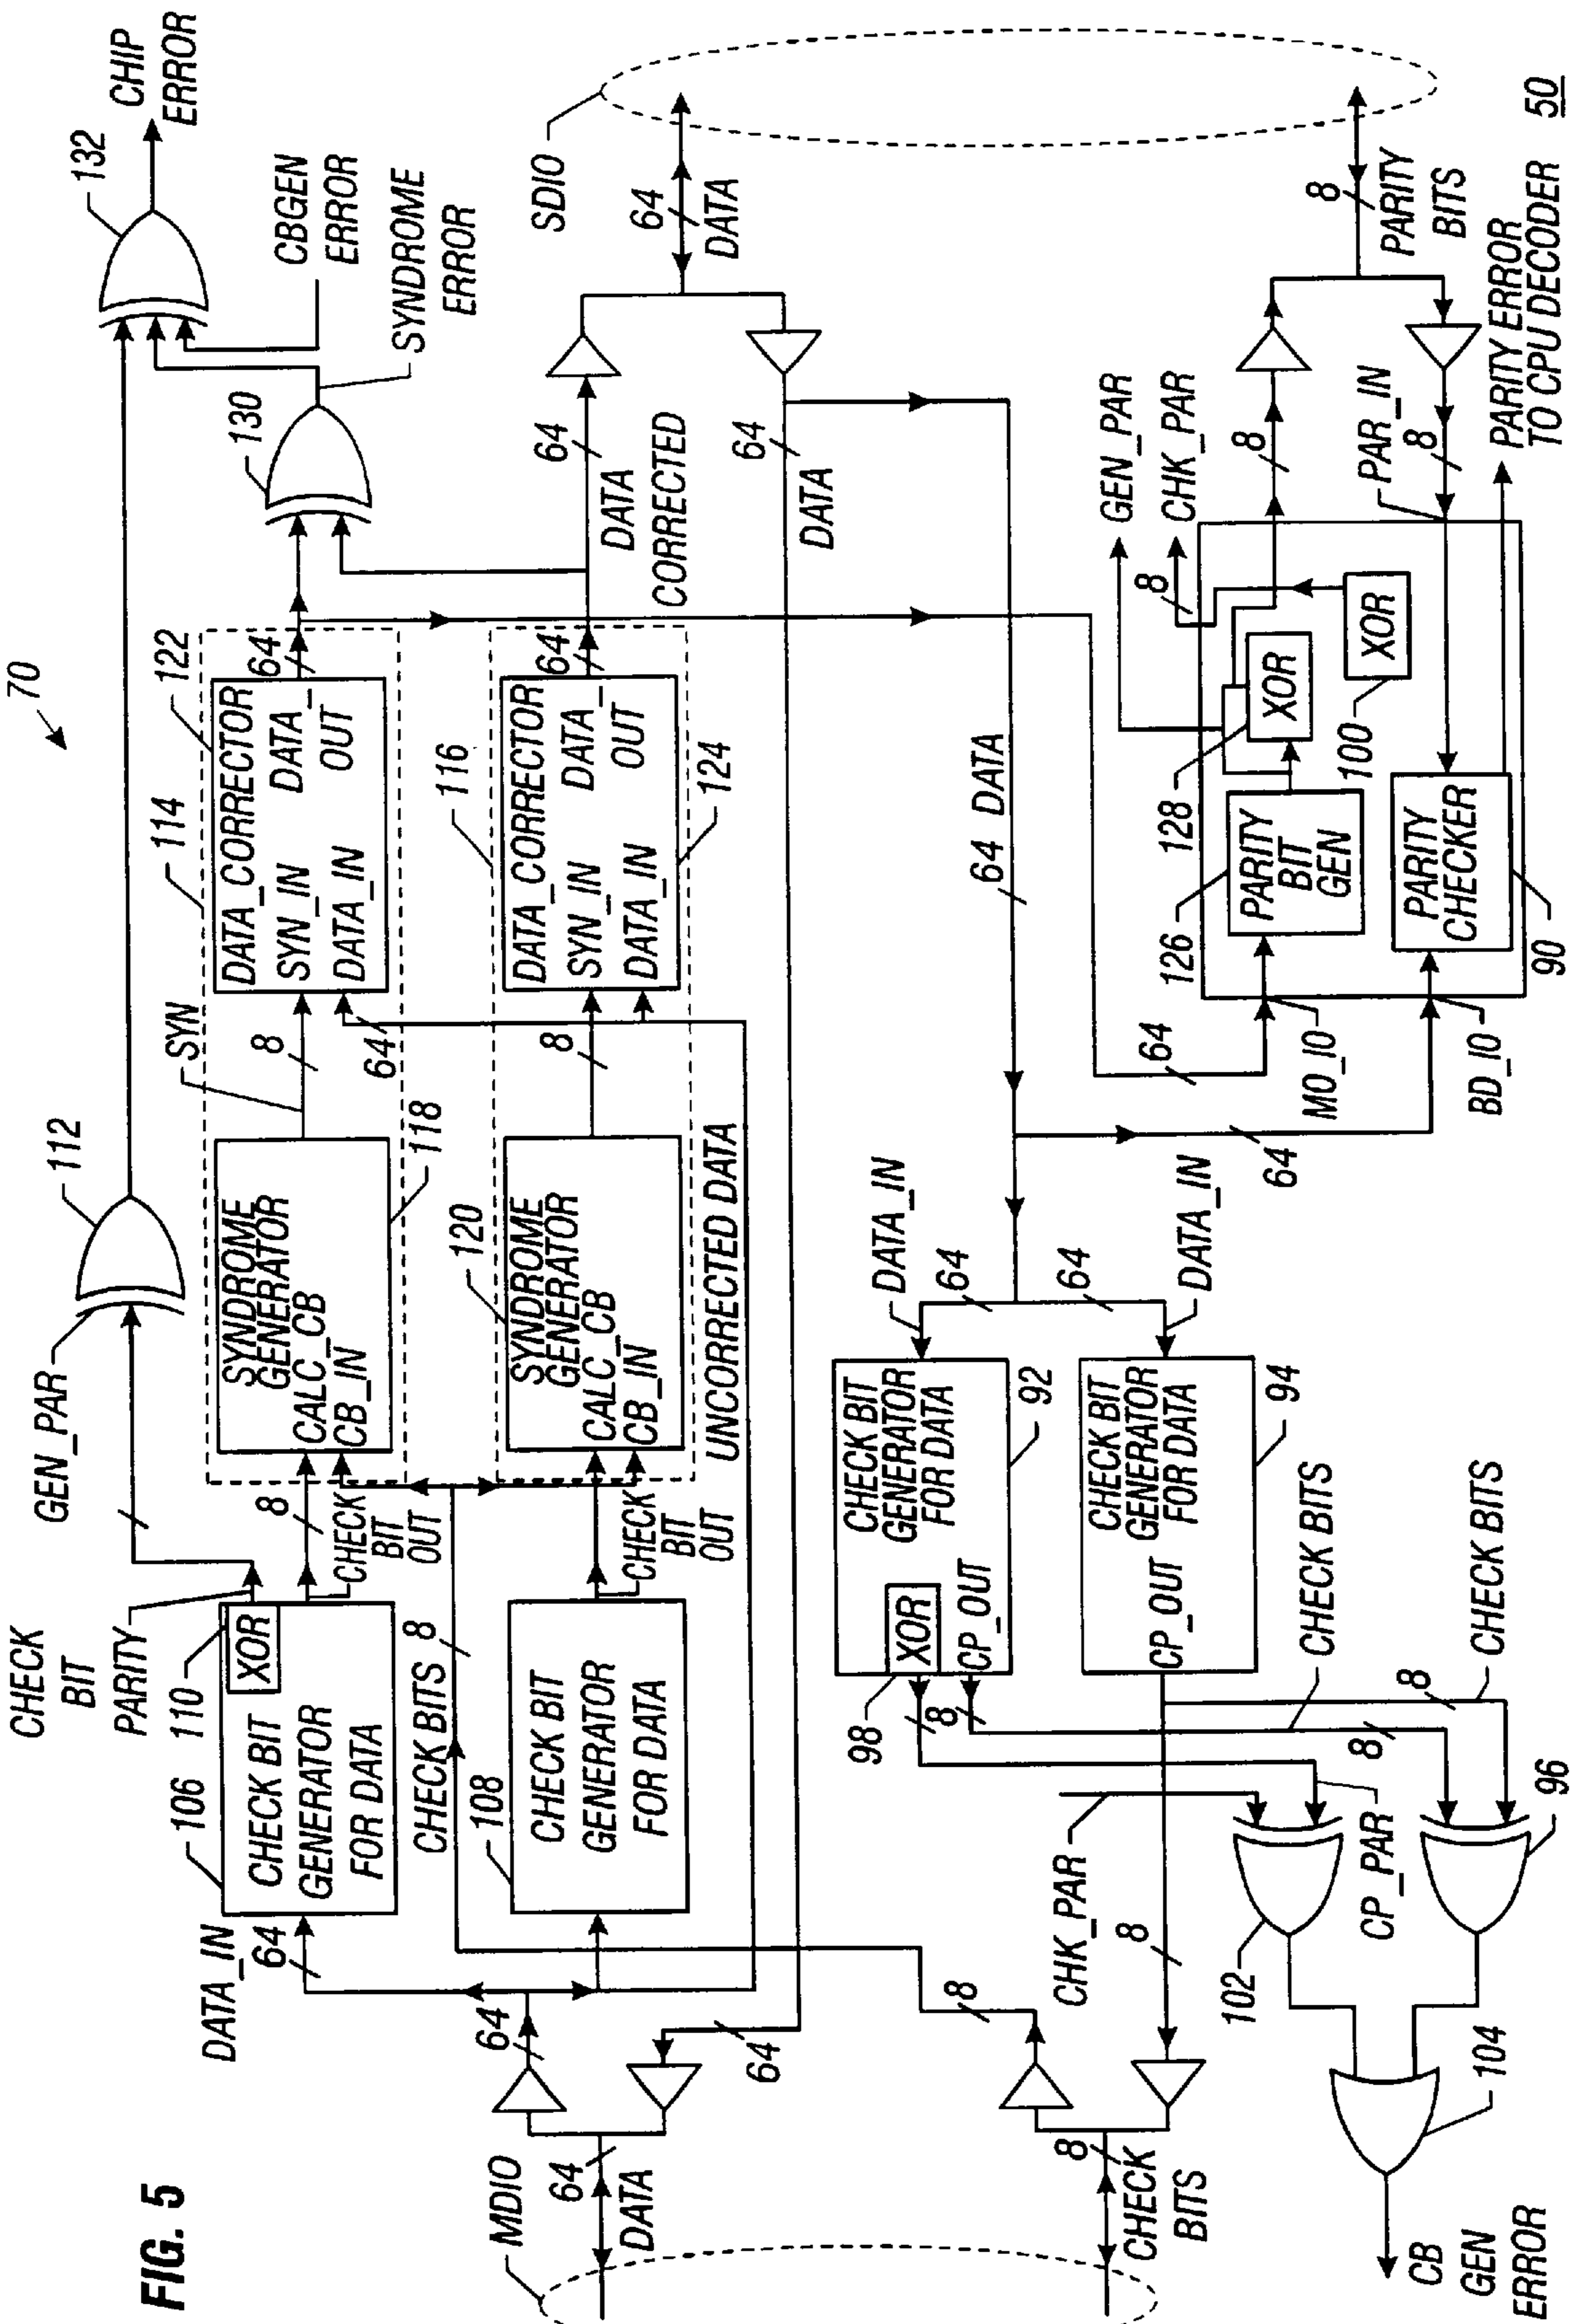 FIG. 5
70
50
MDIO
64
DATA
8
CHECK
BITS
64
64
8
DATA_IN
64
106
CHECK BIT
GENERATOR
FOR DATA
110
XOR
CHECK
BIT
PARITY
GEN_PAR
112
8
CHECK
BIT
OUT
CHECK BITS
8
108
CHECK BIT
GENERATOR
FOR DATA
CHECK
BIT
OUT
SYNDROME
GENERATOR
CALC_CB
CB_IN
118
SYN
8
64
114
DATA_CORRECTOR
SYN_IN
DATA_IN
DATA_
OUT
122
64
120
SYNDROME
GENERATOR
CALC_CB
CB_IN
8
UNCORRECTED DATA
116
DATA_CORRECTOR
SYN_IN
DATA_IN
DATA_
OUT
124
64
130
132
CHIP
ERROR
CBGEN
ERROR
SYNDROME
ERROR
64
DATA
CORRECTED
64
DATA
SDIO
64
DATA
64 DATA
DATA_IN
64
64
DATA_IN
CHECK BIT
GENERATOR
FOR DATA
92
XOR
CP_OUT
98
8
8
CHECK BIT
GENERATOR
FOR DATA
94
CP_OUT
CHECK BITS
8
8
CHECK BITS
CHK_PAR
8
102
CP_PAR
96
104
CB
GEN
ERROR
64
MO_IO
64
BD_IO
126
PARITY
BIT
GEN
128
XOR
100
XOR
PARITY
CHECKER
90
GEN_PAR
CHK_PAR
8
8
PAR_IN
8
8
PARITY
BITS
PARITY ERROR
TO CPU DECODER